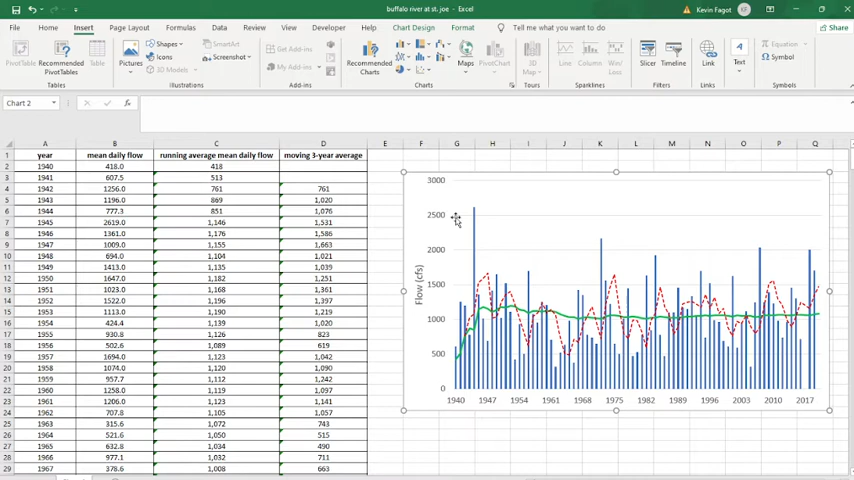 buffalo river at st. joe - Excel
Kevin Fagot KF
File Home Insert Page Layout Formulas Data Review View Developer Help Chart Design Format Tell me what you want to do Share
PivotTable Recommended PivotTables Table Pictures Shapes Icons 3D Models SmartArt Screenshot Get Add-ins My Add-ins Recommended Charts Maps PivotChart 3D Map Line Column Win/Loss Slicer Timeline Link Text Equation Symbol
Tables Illustrations Add-ins Charts Tours Sparklines Filters Links Symbols
Chart 2 fx
A B C D E F G H I J K L M N O P Q
1 year mean daily flow running average mean daily flow moving 3-year average
2 1940 418.0 418
3 1941 607.5 513
4 1942 1256.0 761 761
5 1943 1196.0 869 1,020
6 1944 777.3 851 1,076
7 1945 2619.0 1,146 1,531
8 1946 1361.0 1,176 1,586
9 1947 1009.0 1,155 1,663
10 1948 694.0 1,104 1,021
11 1949 1413.0 1,135 1,039
12 1950 1647.0 1,182 1,251
13 1951 1023.0 1,168 1,361
14 1952 1522.0 1,196 1,397
15 1953 1113.0 1,190 1,219
16 1954 424.4 1,139 1,020
17 1955 930.8 1,126 823
18 1956 502.6 1,089 619
19 1957 1694.0 1,123 1,042
20 1958 1074.0 1,120 1,090
21 1959 957.7 1,112 1,242
22 1960 1258.0 1,119 1,097
23 1961 1206.0 1,123 1,141
24 1962 707.8 1,105 1,057
25 1963 315.6 1,072 743
26 1964 521.6 1,050 515
27 1965 632.8 1,034 490
28 1966 977.1 1,032 711
29 1967 378.6 1,008 663
3000
2500
2000
1500
1000
500
0
Flow (cfs)
1940 1947 1954 1961 1968 1975 1982 1989 1996 2003 2010 2017